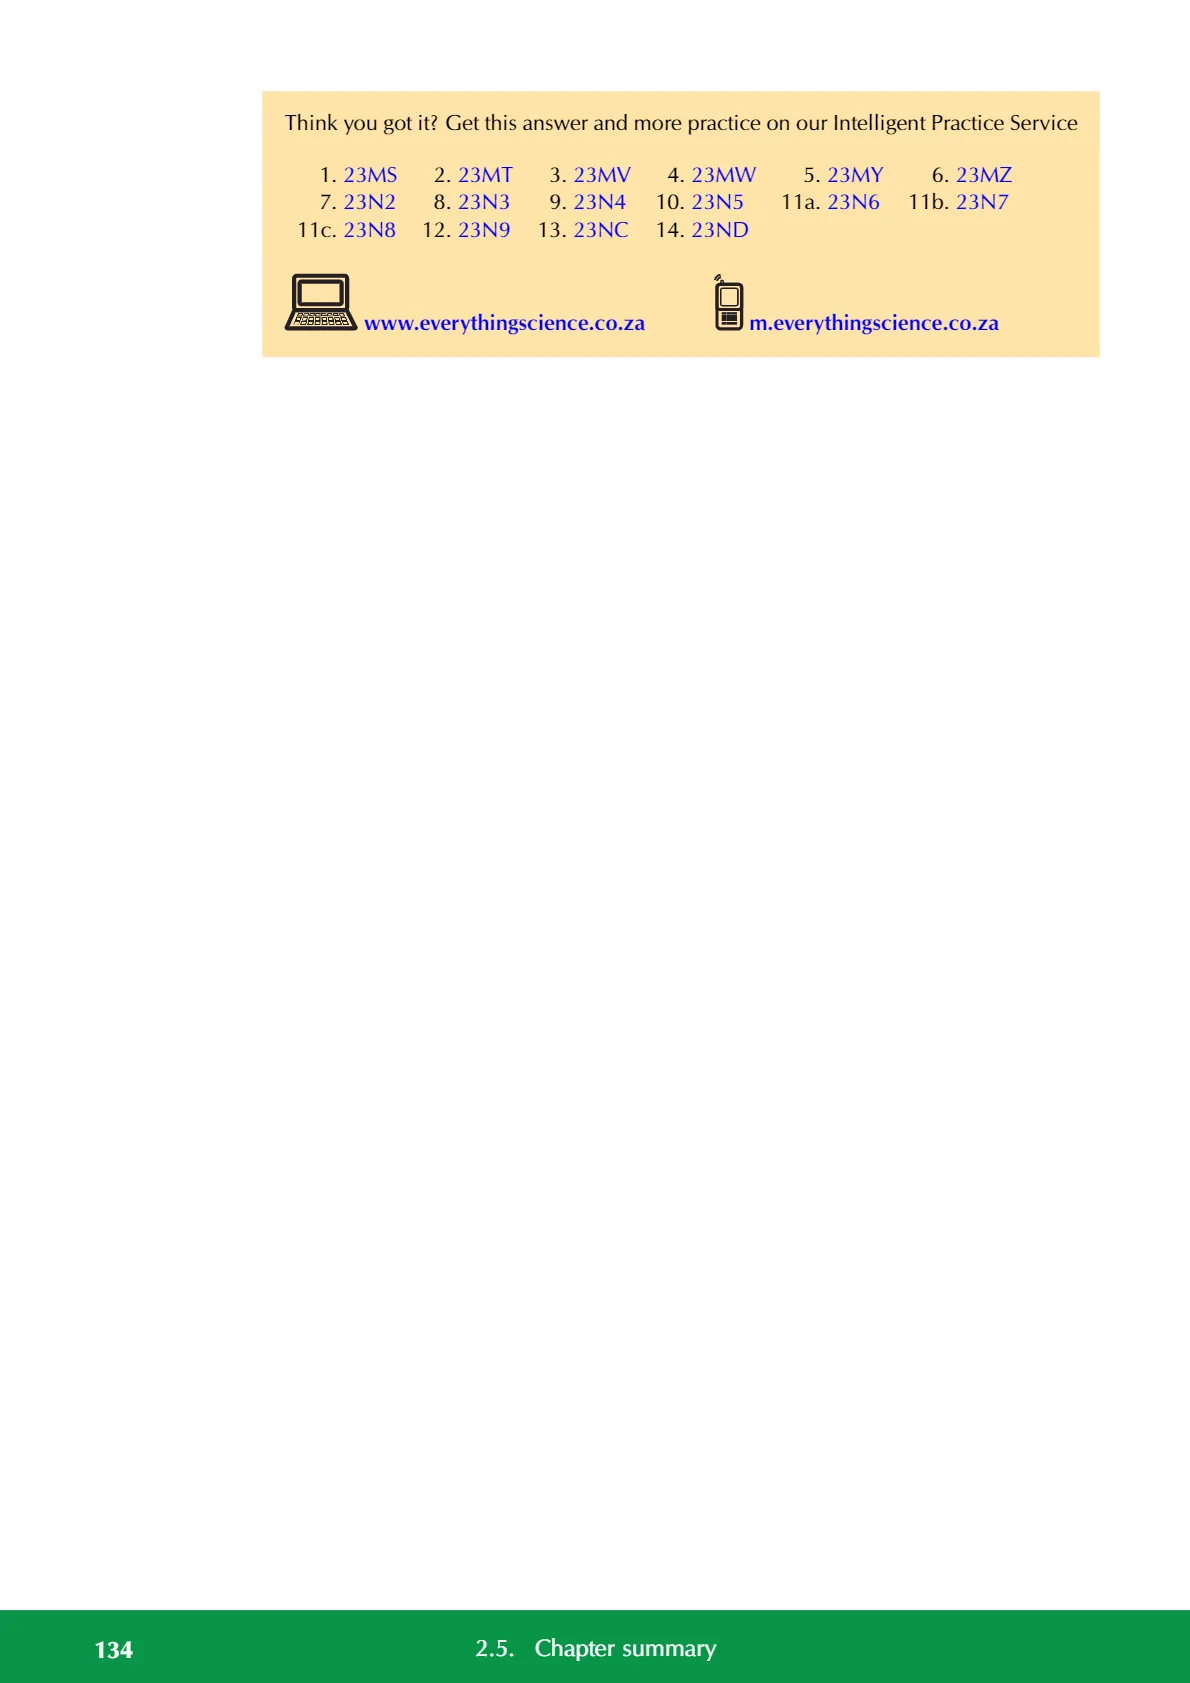 Think you got it? Get this answer and more practice on our Intelligent Practice Service
1. 23MS 2. 23MT 3. 23MV 4. 23MW 5. 23MY 6. 23MZ
7. 23N2 8. 23N3 9. 23N4 10. 23N5 11a. 23N6 11b. 23N7
11c. 23N8 12. 23N9 13. 23NC 14. 23ND
www.everythingscience.co.za m.everythingscience.co.za
134 2.5. Chapter summary